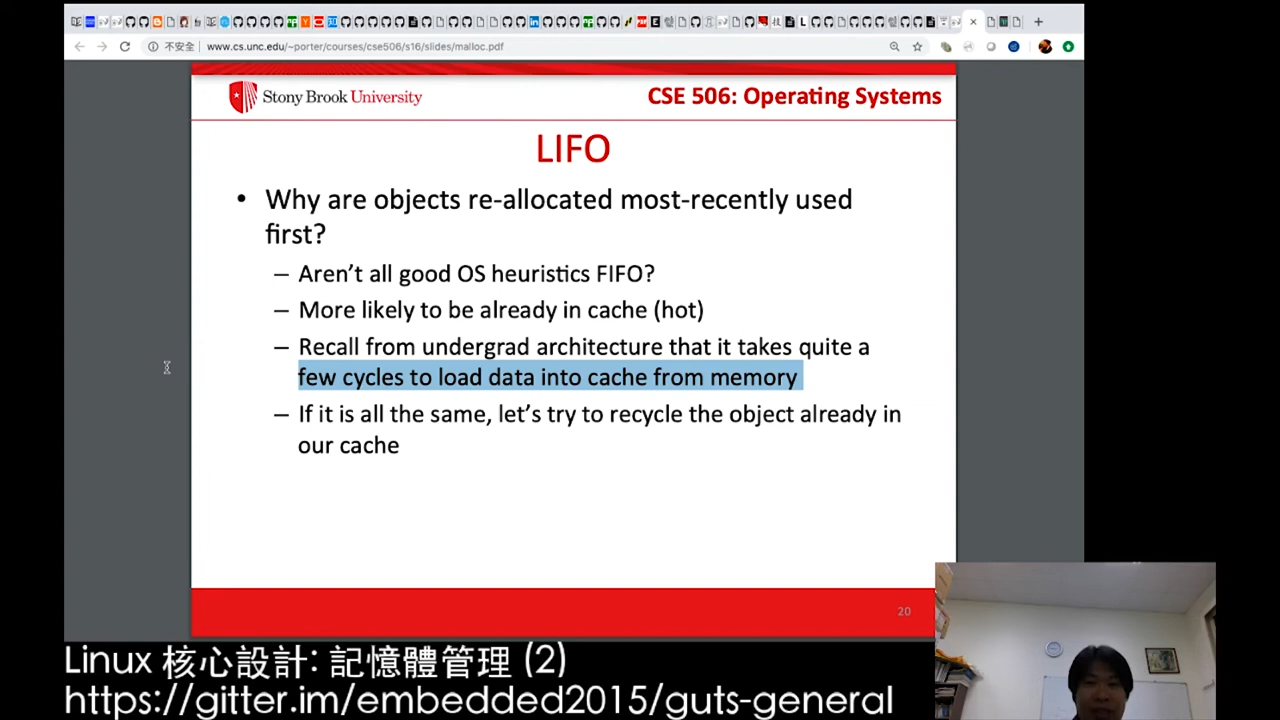 不安全 www.cs.unc.edu/~porter/courses/cse506/s16/slides/malloc.pdf
Stony Brook University
CSE 506: Operating Systems
LIFO
• Why are objects re-allocated most-recently used
first?
– Aren’t all good OS heuristics FIFO?
– More likely to be already in cache (hot)
– Recall from undergrad architecture that it takes quite a
few cycles to load data into cache from memory
– If it is all the same, let’s try to recycle the object already in
our cache
20
Linux 核心設計: 記憶體管理 (2)
https://gitter.im/embedded2015/guts-general